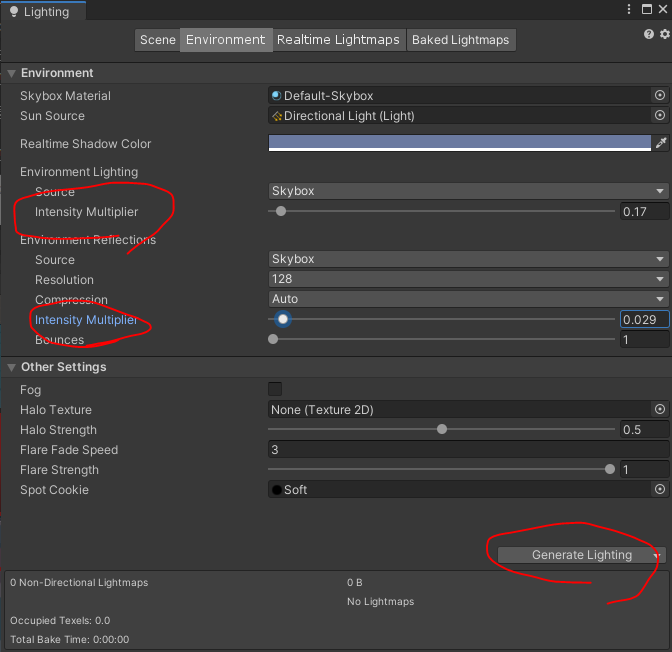 Lighting
Scene Environment Realtime Lightmaps Baked Lightmaps
Environment
Skybox Material Default-Skybox
Sun Source Directional Light (Light)
Realtime Shadow Color
Environment Lighting
Source Skybox
Intensity Multiplier 0.17
Environment Reflections
Source Skybox
Resolution 128
Compression Auto
Intensity Multiplier 0.029
Bounces 1
Other Settings
Fog
Halo Texture None (Texture 2D)
Halo Strength 0.5
Flare Fade Speed 3
Flare Strength 1
Spot Cookie Soft
Generate Lighting
0 Non-Directional Lightmaps 0 B
No Lightmaps
Occupied Texels: 0.0
Total Bake Time: 0:00:00